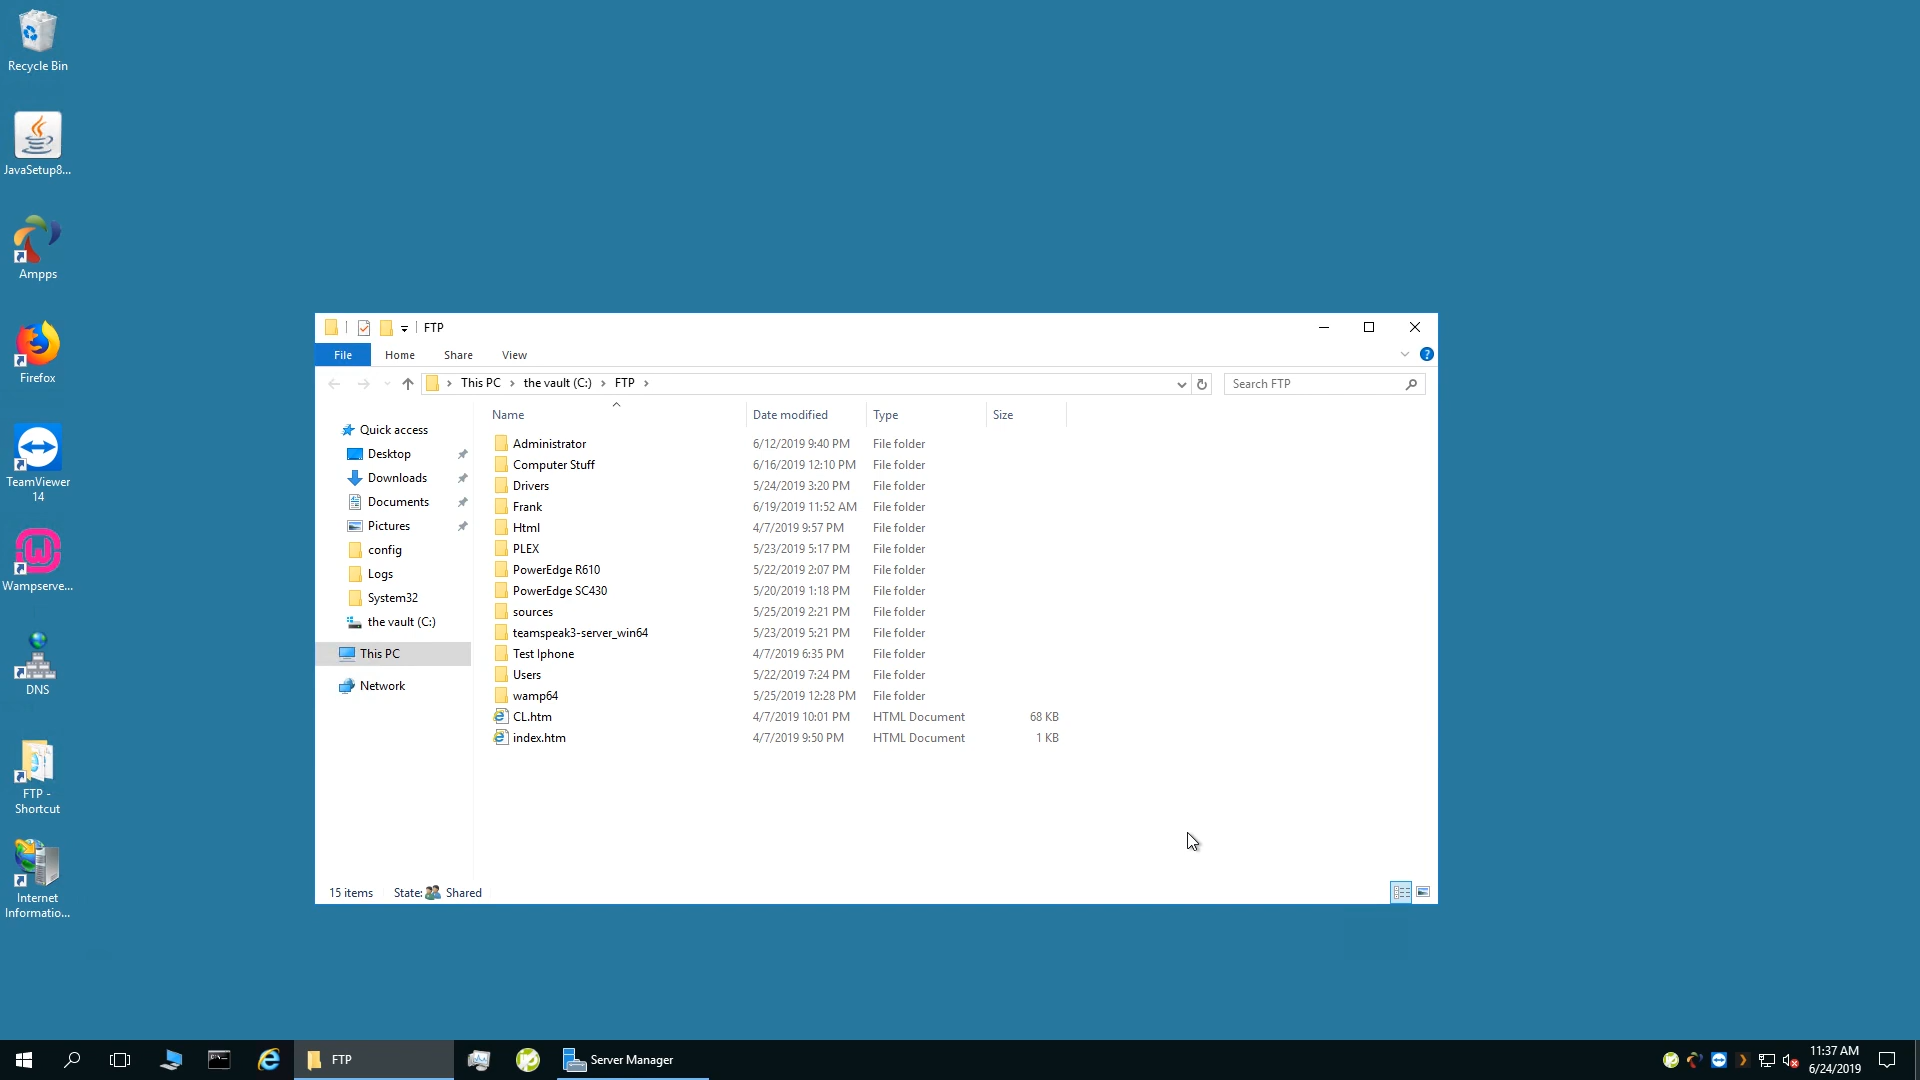 Recycle Bin
JavaSetup8...
Ampps
Firefox
TeamViewer
14
Wampserve...
DNS
FTP -
Shortcut
Internet
Informatio...
FTP
File Home Share View
This PC the vault (C:) FTP
Search FTP
Name Date modified Type Size
Quick access
Desktop
Downloads
Documents
Pictures
config
Logs
System32
the vault (C:)
This PC
Network
Administrator 6/12/2019 9:40 PM File folder
Computer Stuff 6/16/2019 12:10 PM File folder
Drivers 5/24/2019 3:20 PM File folder
Frank 6/19/2019 11:52 AM File folder
Html 4/7/2019 9:57 PM File folder
PLEX 5/23/2019 5:17 PM File folder
PowerEdge R610 5/22/2019 2:07 PM File folder
PowerEdge SC430 5/20/2019 1:18 PM File folder
sources 5/25/2019 2:21 PM File folder
teamspeak3-server_win64 5/23/2019 5:21 PM File folder
Test Iphone 4/7/2019 6:35 PM File folder
Users 5/22/2019 7:24 PM File folder
wamp64 5/25/2019 12:28 PM File folder
CL.htm 4/7/2019 10:01 PM HTML Document 68 KB
index.htm 4/7/2019 9:50 PM HTML Document 1 KB
15 items State: Shared
FTP
Server Manager
11:37 AM
6/24/2019